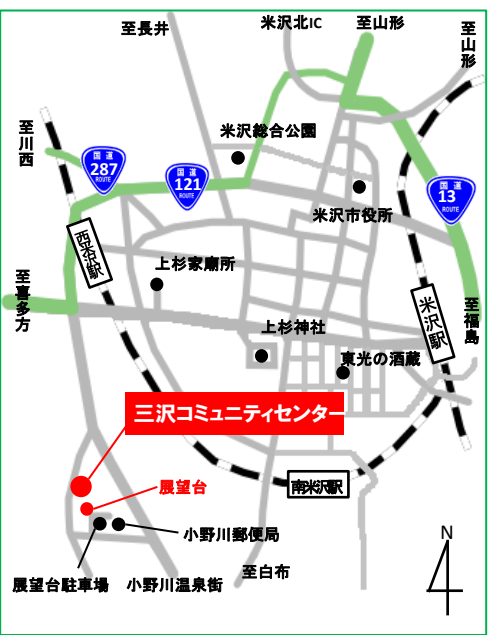 至長井
米沢北IC
至山形
至山形
至川西
米沢総合公園
国道
287
ROUTE
国道
121
ROUTE
国道
13
ROUTE
米沢市役所
西米沢駅
上杉家廟所
至喜多方
米沢駅
至福島
上杉神社
東光の酒蔵
三沢コミュニティセンター
展望台
南米沢駅
小野川郵便局
展望台駐車場
小野川温泉街
至白布
N